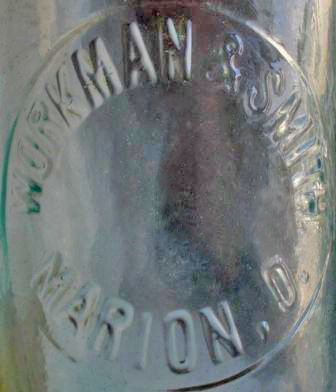 WORKMAN & SMITH
MARION, O.